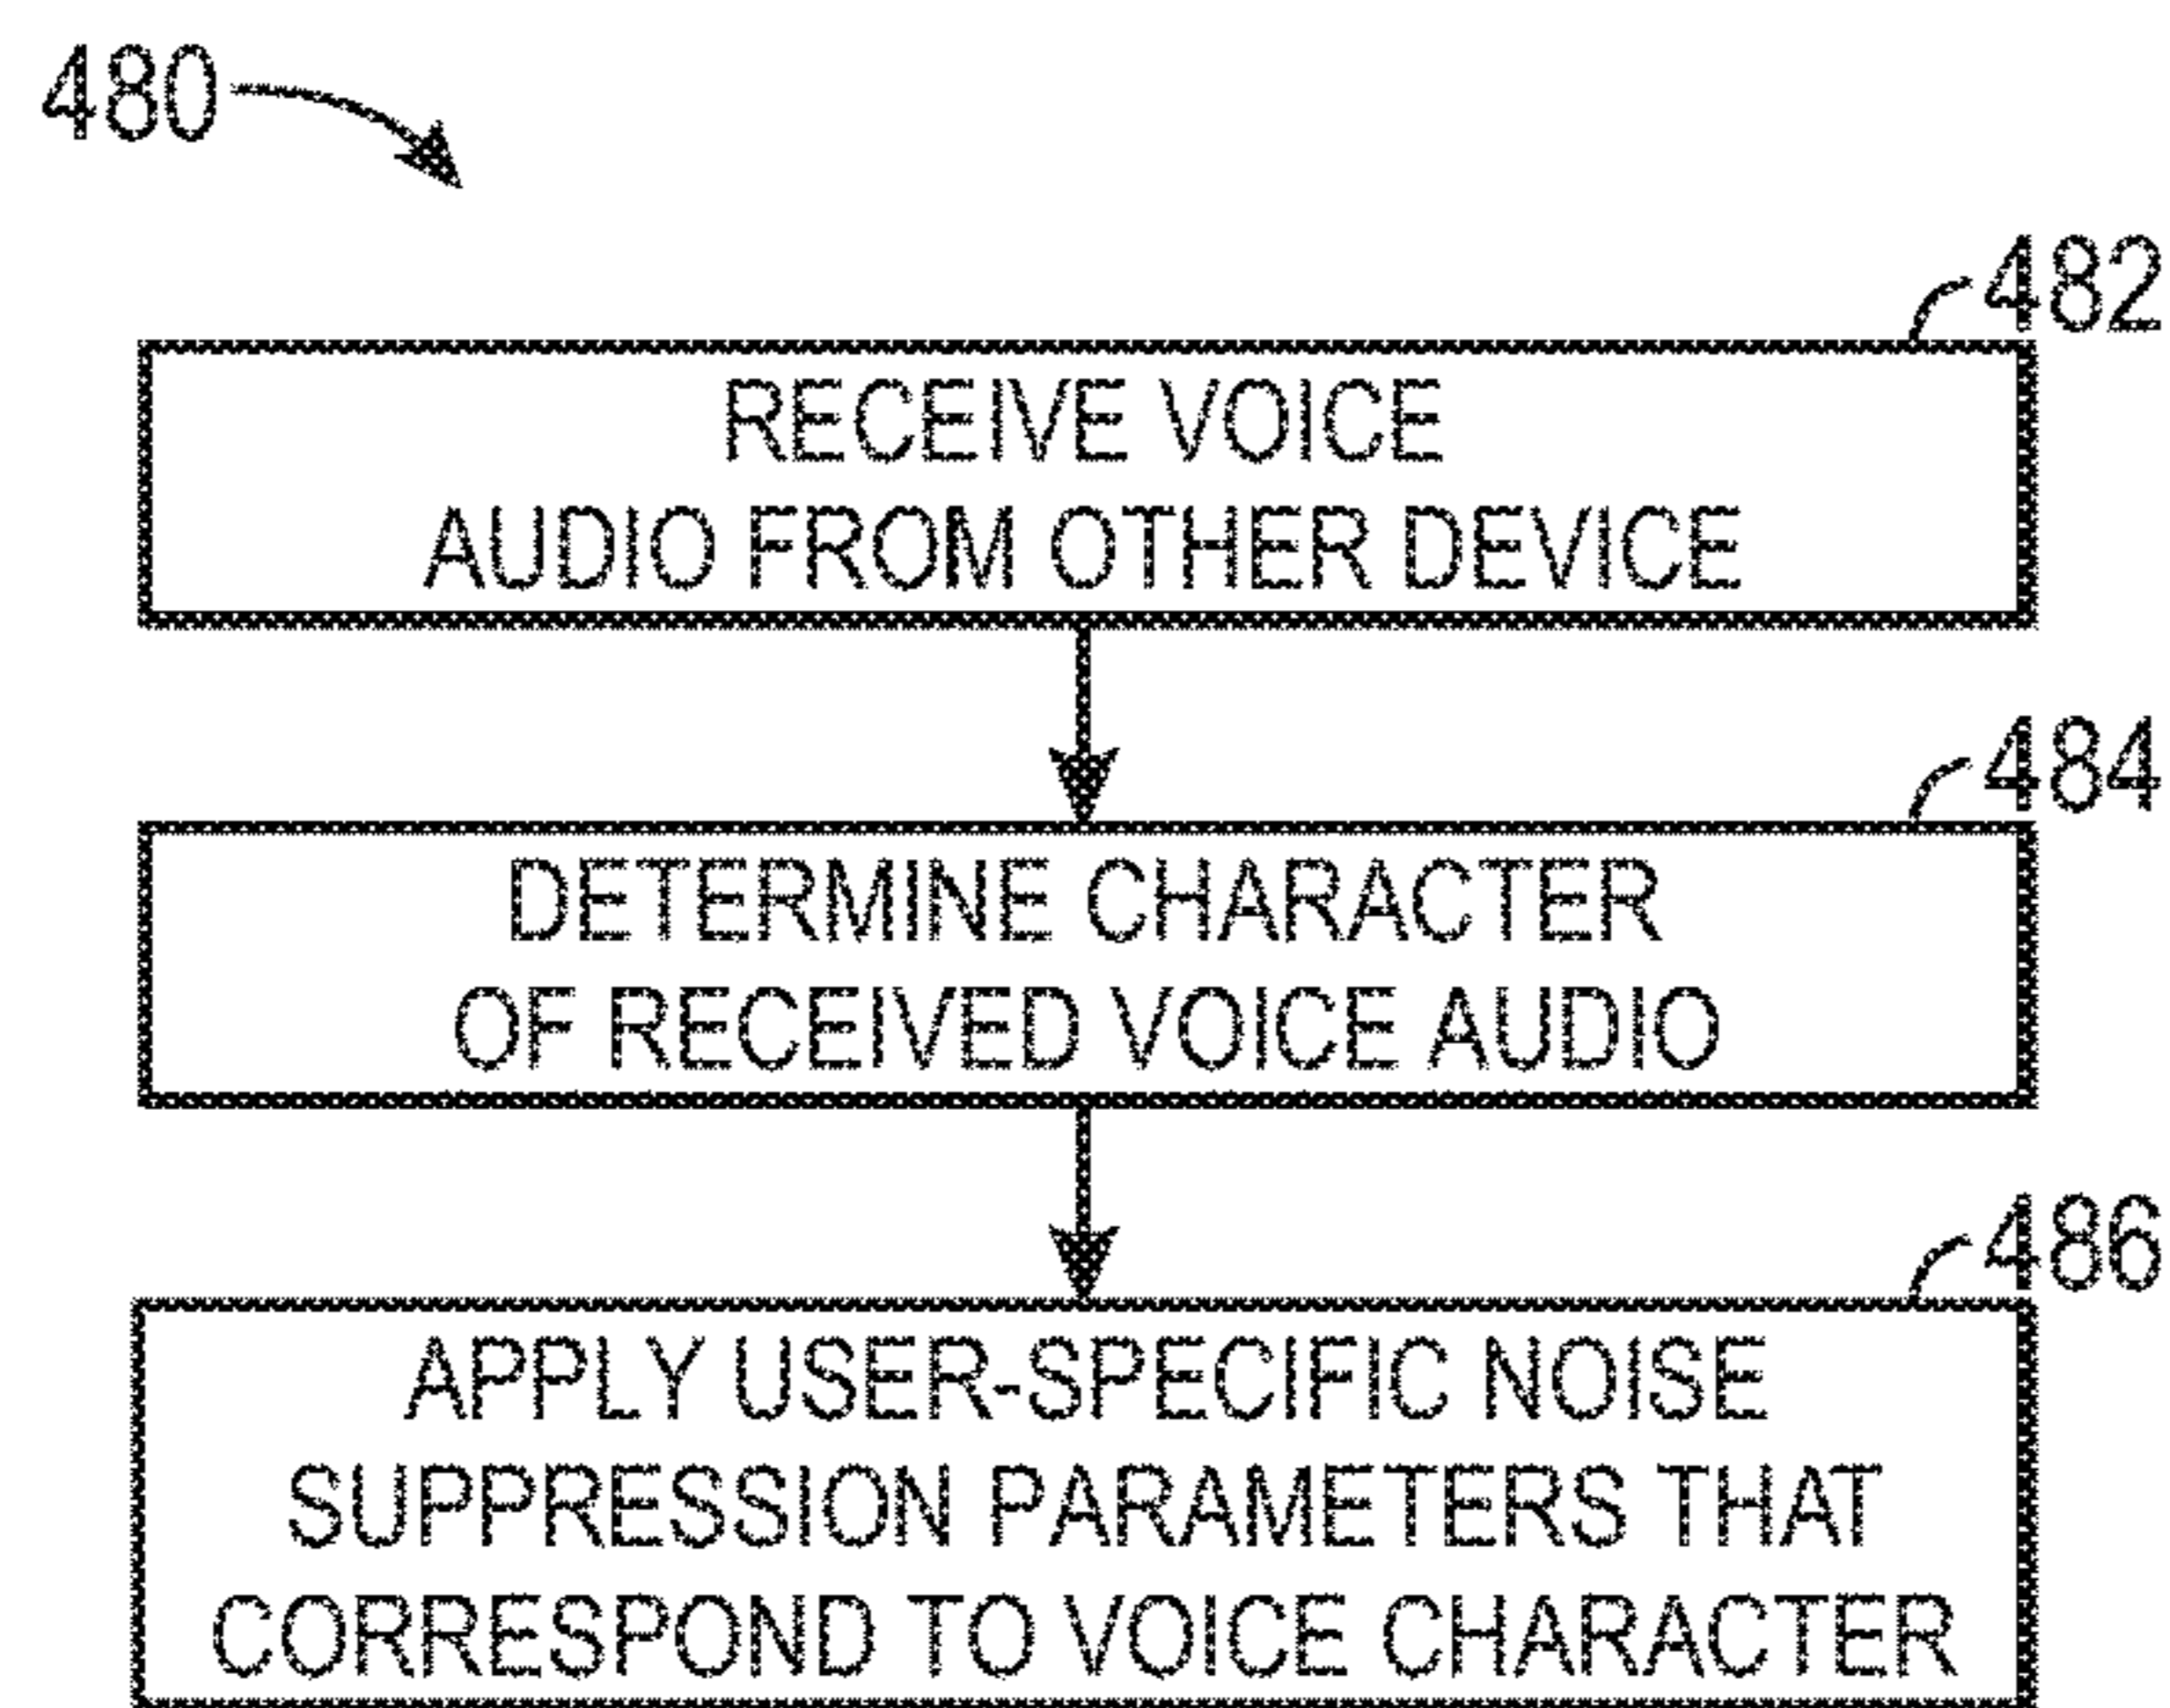 480
482
RECEIVE VOICE
AUDIO FROM OTHER DEVICE
484
DETERMINE CHARACTER
OF RECEIVED VOICE AUDIO
486
APPLY USER-SPECIFIC NOISE
SUPPRESSION PARAMETERS THAT
CORRESPOND TO VOICE CHARACTER